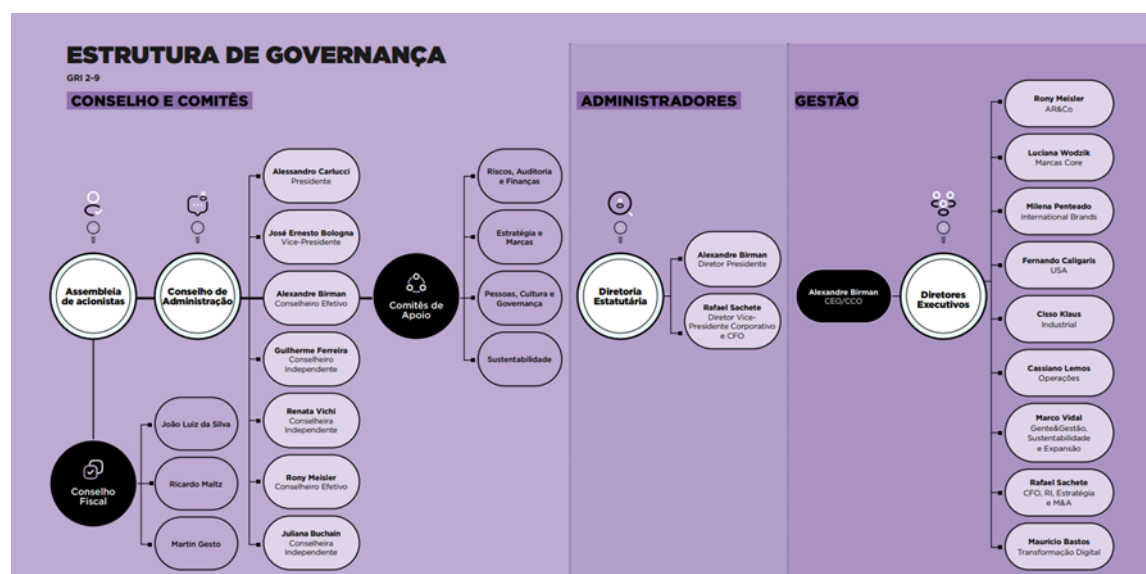 ESTRUTURA DE GOVERNANÇA
GRI 2-9
CONSELHO E COMITÊS
Assembleia
de acionistas
Conselho de
Administração
Alessandro Carlucci
Presidente
José Ernesto Bologna
Vice-Presidente
Alexandre Birman
Conselheiro Efetivo
Guilherme Ferreira
Conselheiro
Independente
Renata Vichi
Conselheira
Independente
Rony Meisler
Conselheiro Efetivo
Juliana Buchain
Conselheira
Independente
Conselho
Fiscal
João Luiz da Silva
Ricardo Maltz
Martin Gesto
Comitês de
Apoio
Riscos, Auditoria
e Finanças
Estratégia e
Marcas
Pessoas, Cultura e
Governança
Sustentabilidade
ADMINISTRADORES
Diretoria
Estatutária
Alexandre Birman
Diretor Presidente
Rafael Sachete
Diretor Vice-
Presidente Corporativo
e CFO
GESTÃO
Alexandre Birman
CEO/CCO
Diretores
Executivos
Rony Meisler
AR&Co
Luciana Wodzik
Marcas Core
Milena Penteado
International Brands
Fernando Caligaris
USA
Cisso Klaus
Industrial
Cassiano Lemos
Operações
Marco Vidal
Gente&Gestão,
Sustentabilidade
e Expansão
Rafael Sachete
CFO, RI, Estratégia
e M&A
Maurício Bastos
Transformação Digital